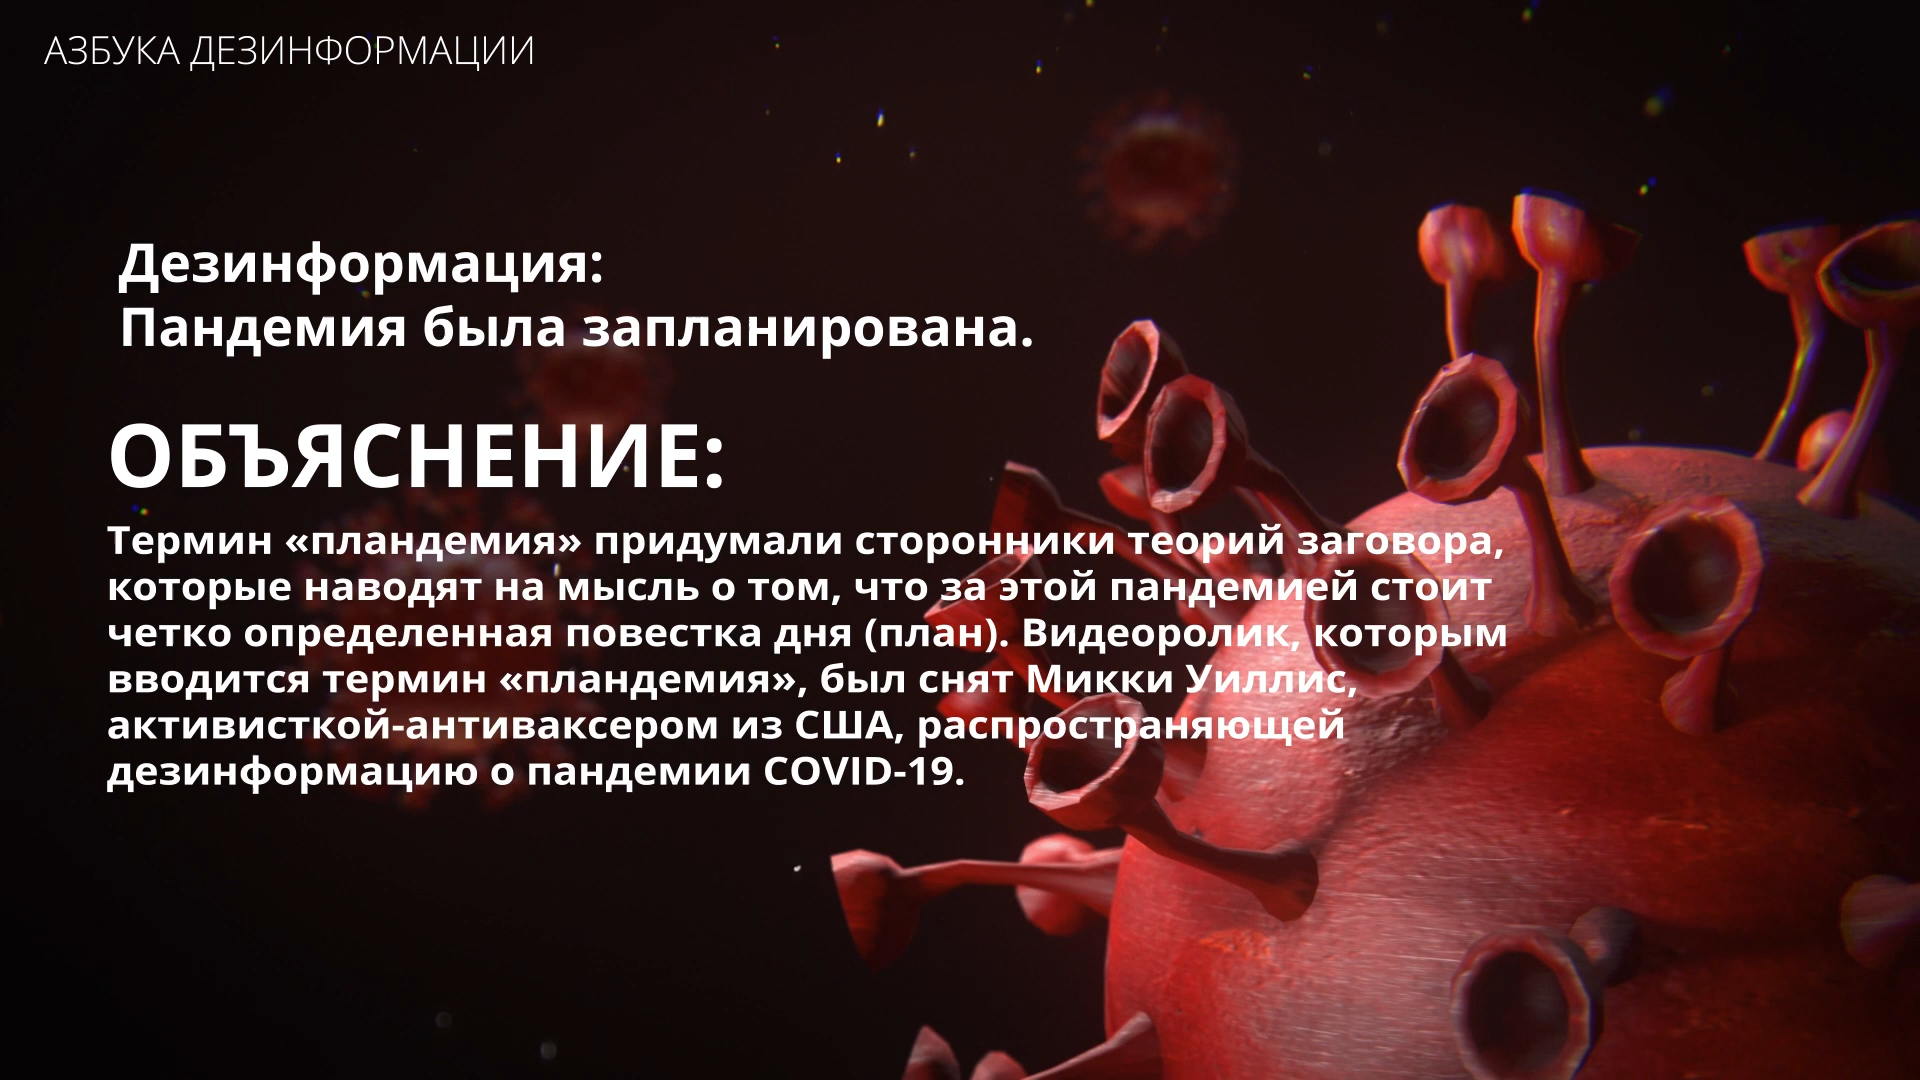 АЗБУКА ДЕЗИНФОРМАЦИИ
Дезинформация:
Пандемия была запланирована.
ОБЪЯСНЕНИЕ:
Термин «пландемия» придумали сторонники теорий заговора,
которые наводят на мысль о том, что за этой пандемией стоит
четко определенная повестка дня (план). Видеоролик, которым
вводится термин «пландемия», был снят Микки Уиллис,
активисткой-антиваксером из США, распространяющей
дезинформацию о пандемии COVID-19.